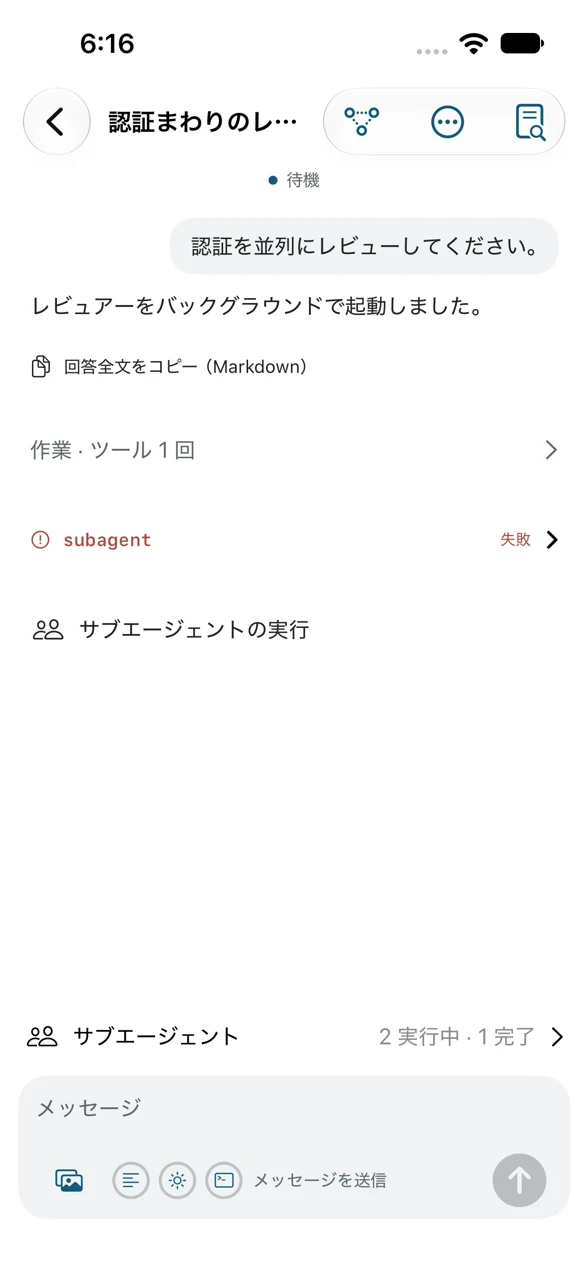 6:16
認証まわりのレ…
待機
認証を並列にレビューしてください。
レビュアーをバックグラウンドで起動しました。
回答全文をコピー（Markdown）
作業 · ツール 1 回
subagent 失敗
サブエージェントの実行
サブエージェント 2 実行中 · 1 完了
メッセージ
メッセージを送信